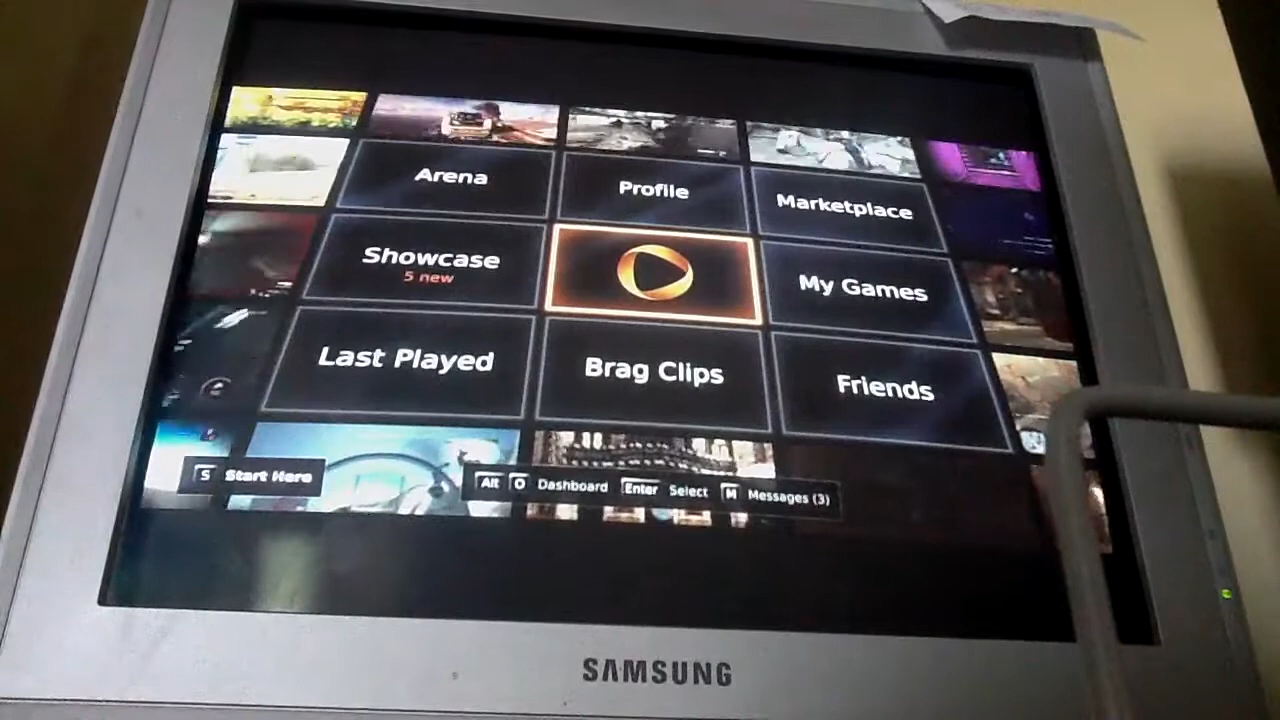 Arena
Profile
Marketplace
Showcase
5 new
My Games
Last Played
Brag Clips
Friends
S Start Here
Alt O Dashboard Enter Select M Messages (3)
SAMSUNG